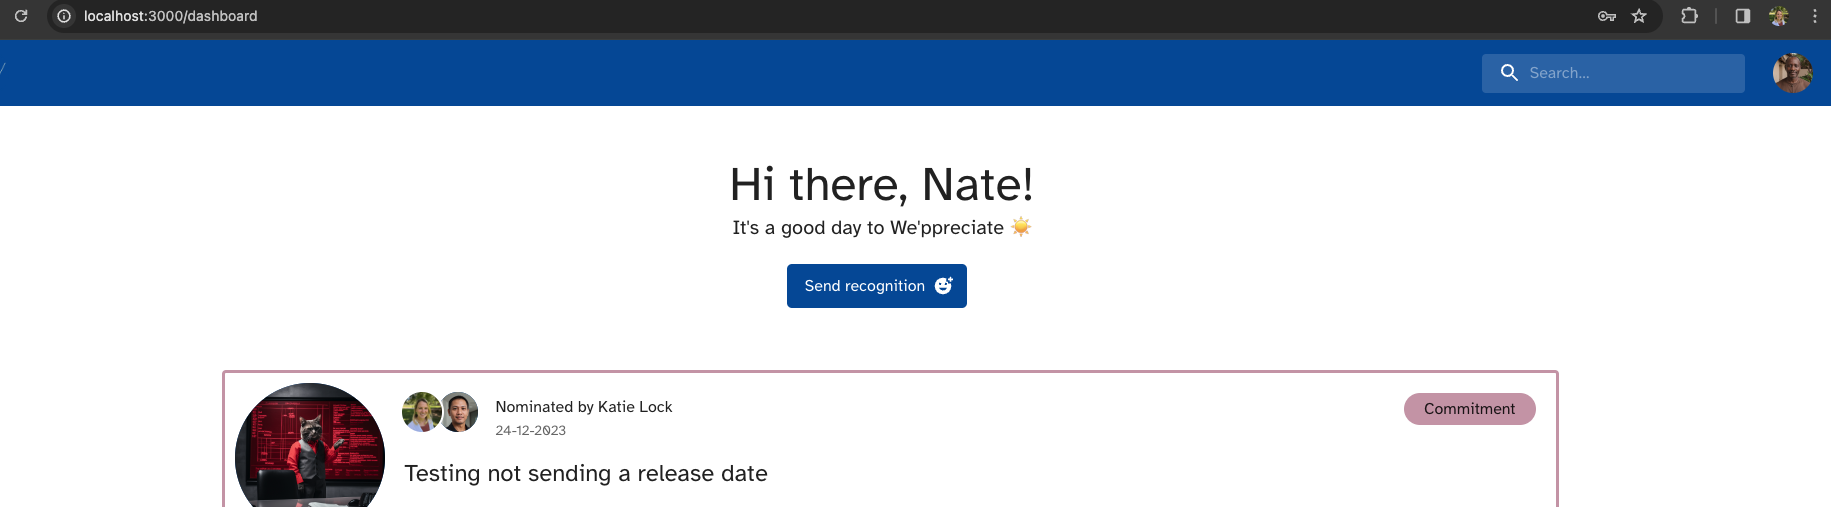 localhost:3000/dashboard
/
Search...
Hi there, Nate!
It's a good day to We'ppreciate ☀️
Send recognition
Nominated by Katie Lock
Commitment
24-12-2023
Testing not sending a release date